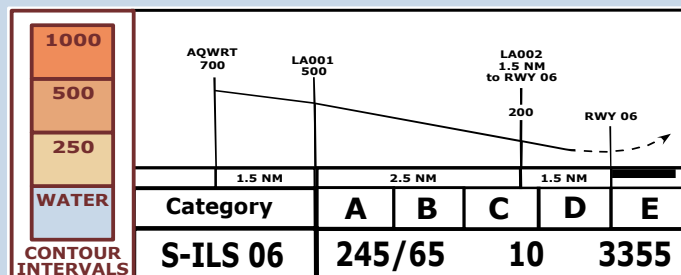 1000
500
250
WATER
CONTOUR
INTERVALS
AQWRT
700
LA001
500
LA002
1.5 NM
to RWY 06
200
RWY 06
1.5 NM
2.5 NM
1.5 NM
Category
A
B
C
D
E
S-ILS 06
245/65
10
3355